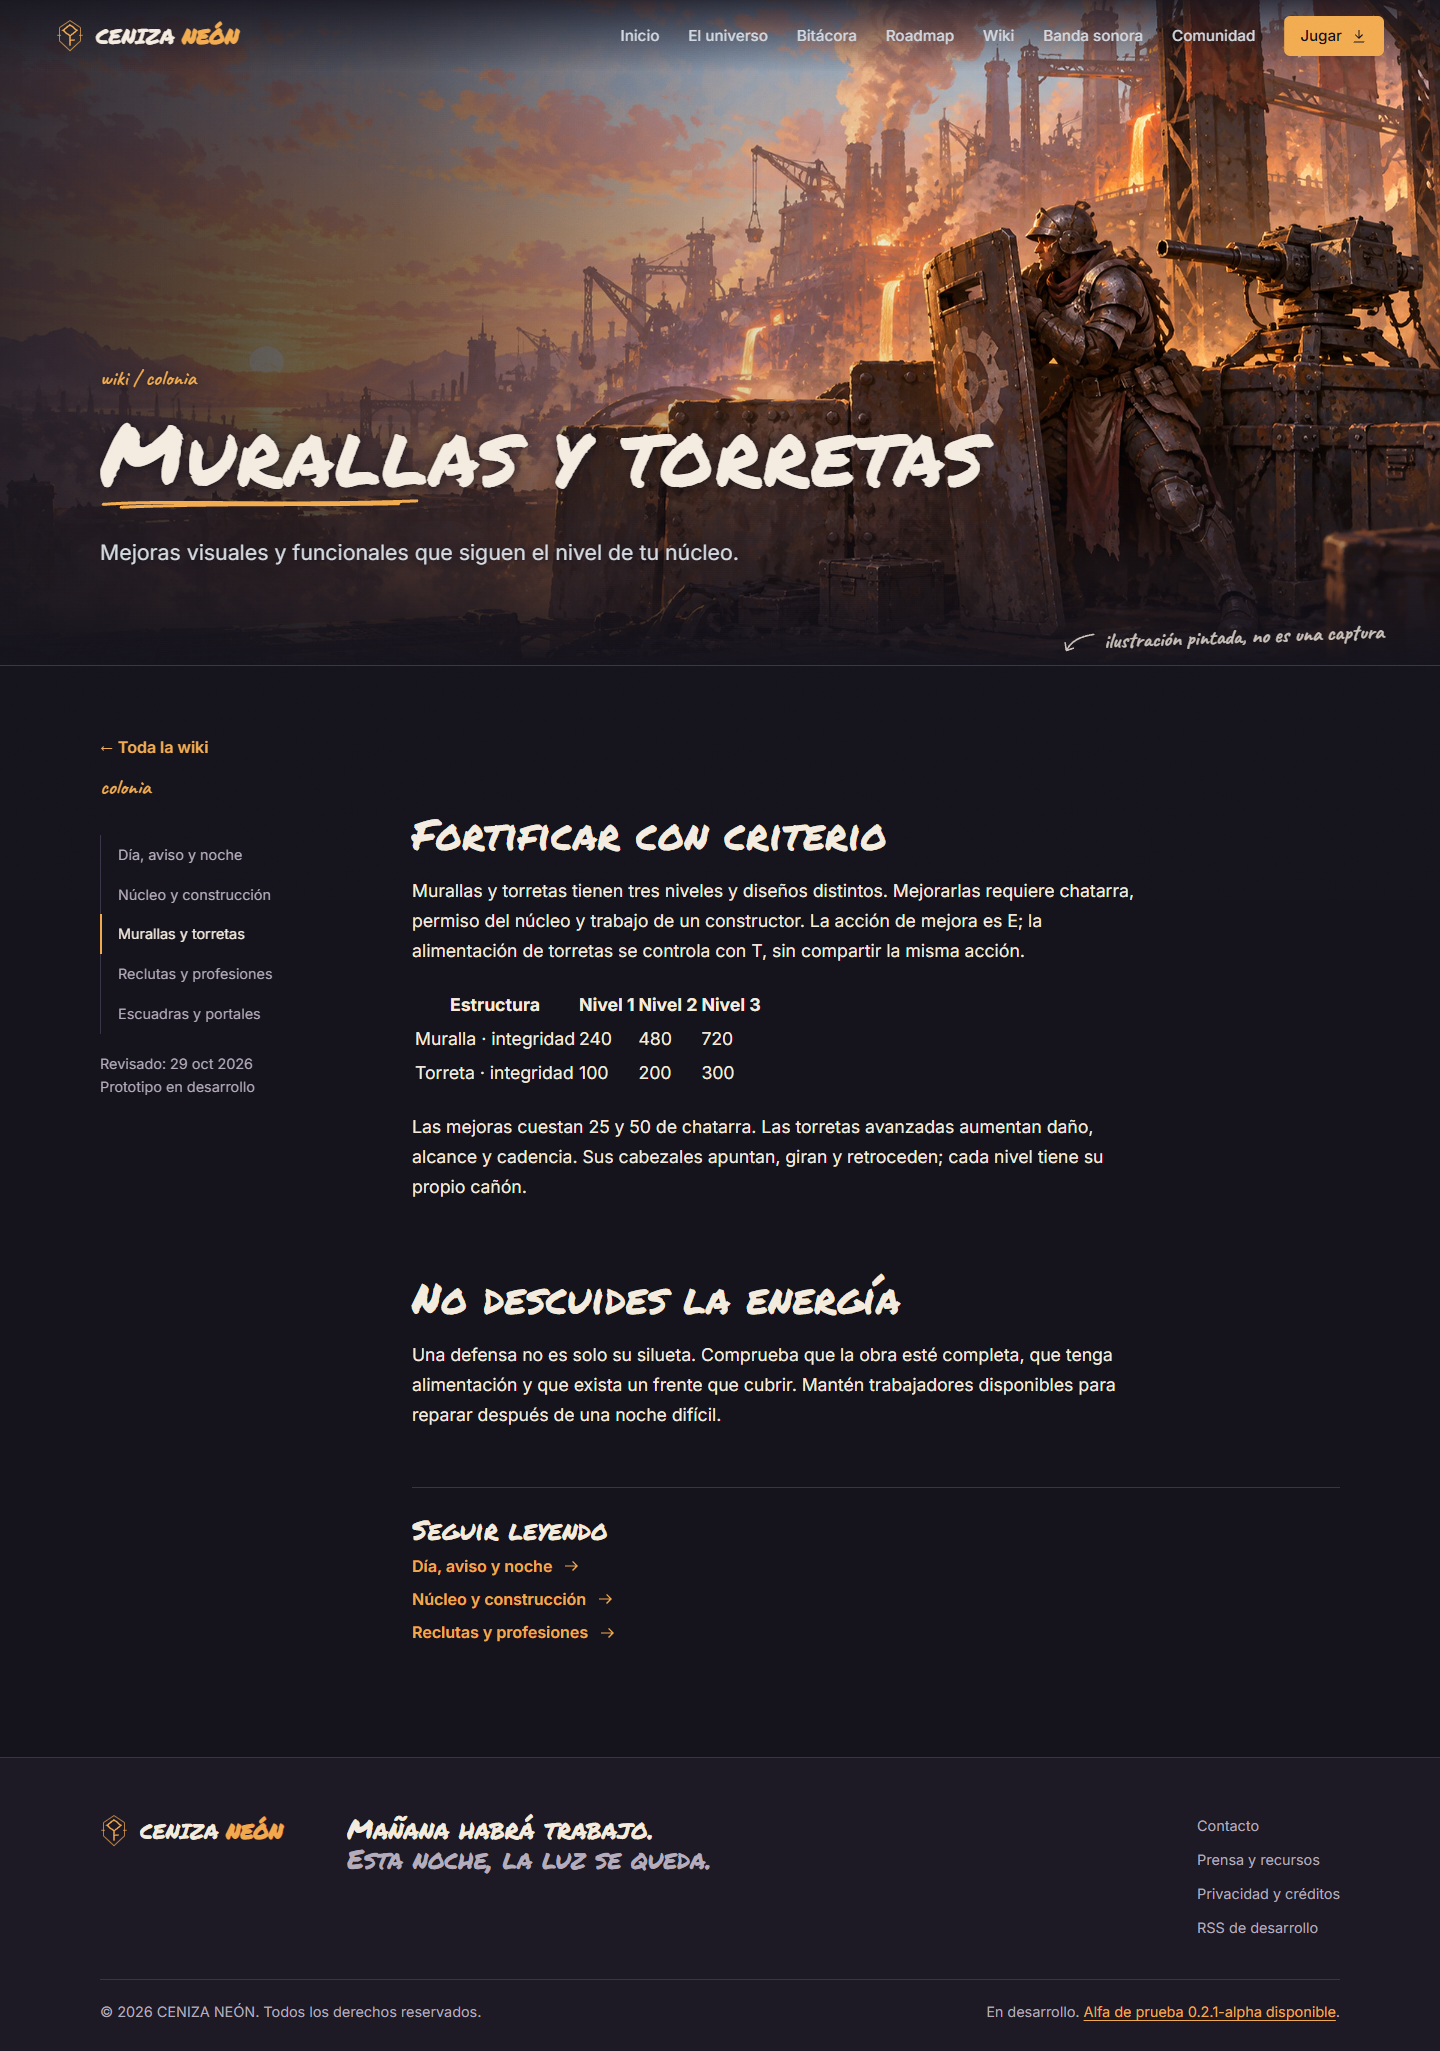 CENIZA NEÓN
Inicio El universo Bitácora Roadmap Wiki Banda sonora Comunidad Jugar
wiki / colonia
Murallas y torretas
Mejoras visuales y funcionales que siguen el nivel de tu núcleo.
ilustración pintada, no es una captura
← Toda la wiki
colonia
Día, aviso y noche
Núcleo y construcción
Murallas y torretas
Reclutas y profesiones
Escuadras y portales
Revisado: 29 oct 2026
Prototipo en desarrollo
Fortificar con criterio
Murallas y torretas tienen tres niveles y diseños distintos. Mejorarlas requiere chatarra,
permiso del núcleo y trabajo de un constructor. La acción de mejora es E; la
alimentación de torretas se controla con T, sin compartir la misma acción.
Estructura Nivel 1 Nivel 2 Nivel 3
Muralla · integridad 240 480 720
Torreta · integridad 100 200 300
Las mejoras cuestan 25 y 50 de chatarra. Las torretas avanzadas aumentan daño,
alcance y cadencia. Sus cabezales apuntan, giran y retroceden; cada nivel tiene su
propio cañón.
No descuides la energía
Una defensa no es solo su silueta. Comprueba que la obra esté completa, que tenga
alimentación y que exista un frente que cubrir. Mantén trabajadores disponibles para
reparar después de una noche difícil.
Seguir leyendo
Día, aviso y noche →
Núcleo y construcción →
Reclutas y profesiones →
CENIZA NEÓN
Mañana habrá trabajo.
Esta noche, la luz se queda.
Contacto
Prensa y recursos
Privacidad y créditos
RSS de desarrollo
© 2026 CENIZA NEÓN. Todos los derechos reservados.
En desarrollo. Alfa de prueba 0.2.1-alpha disponible.